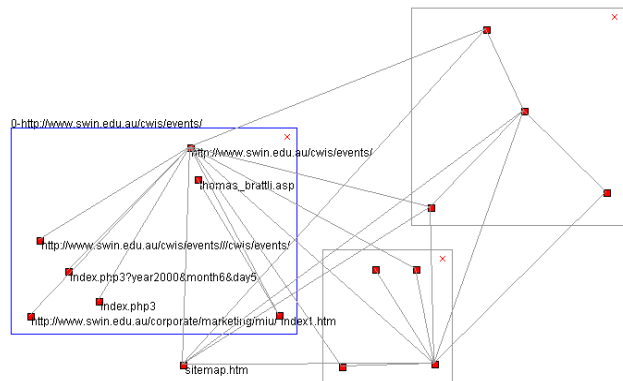 0-http://www.swin.edu.au/cwis/events/
http://www.swin.edu.au/cwis/events/
thomas_brattli.asp
http://www.swin.edu.au/cwis/events///cwis/events/
index.php3?year2000&month6&day5
index.php3
http://www.swin.edu.au/corporate/marketing/miu/ index1.htm
sitemap.htm